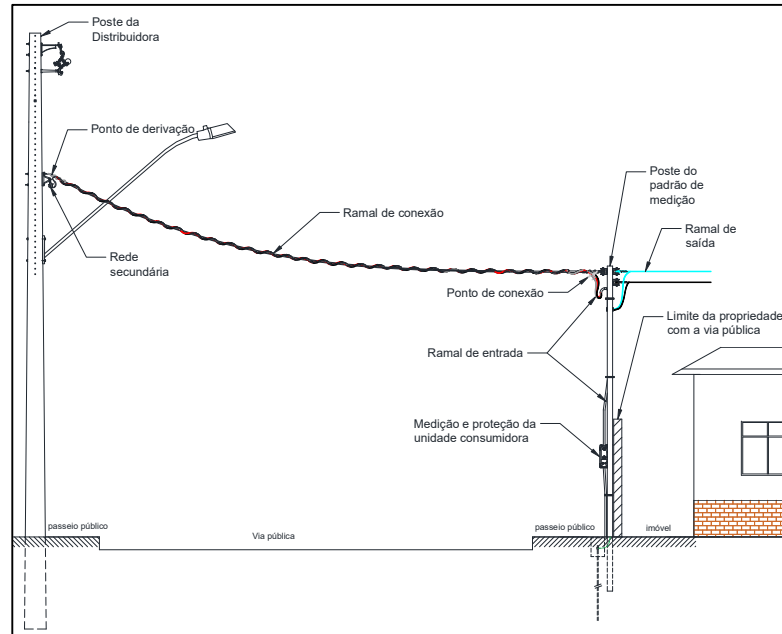 Poste da
Distribuidora
Ponto de derivação
Poste do
padrão de
medição
Ramal de conexão
Ramal de
saída
Rede
secundária
Ponto de conexão
Limite da propriedade
com a via pública
Ramal de entrada
Medição e proteção da
unidade consumidora
passeio público
Via pública
passeio público
imóvel